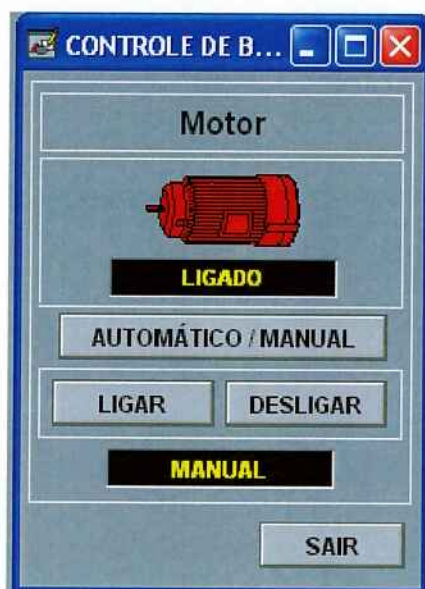 CONTROLE DE B...
Motor
LIGADO
AUTOMÁTICO / MANUAL
LIGAR DESLIGAR
MANUAL
SAIR